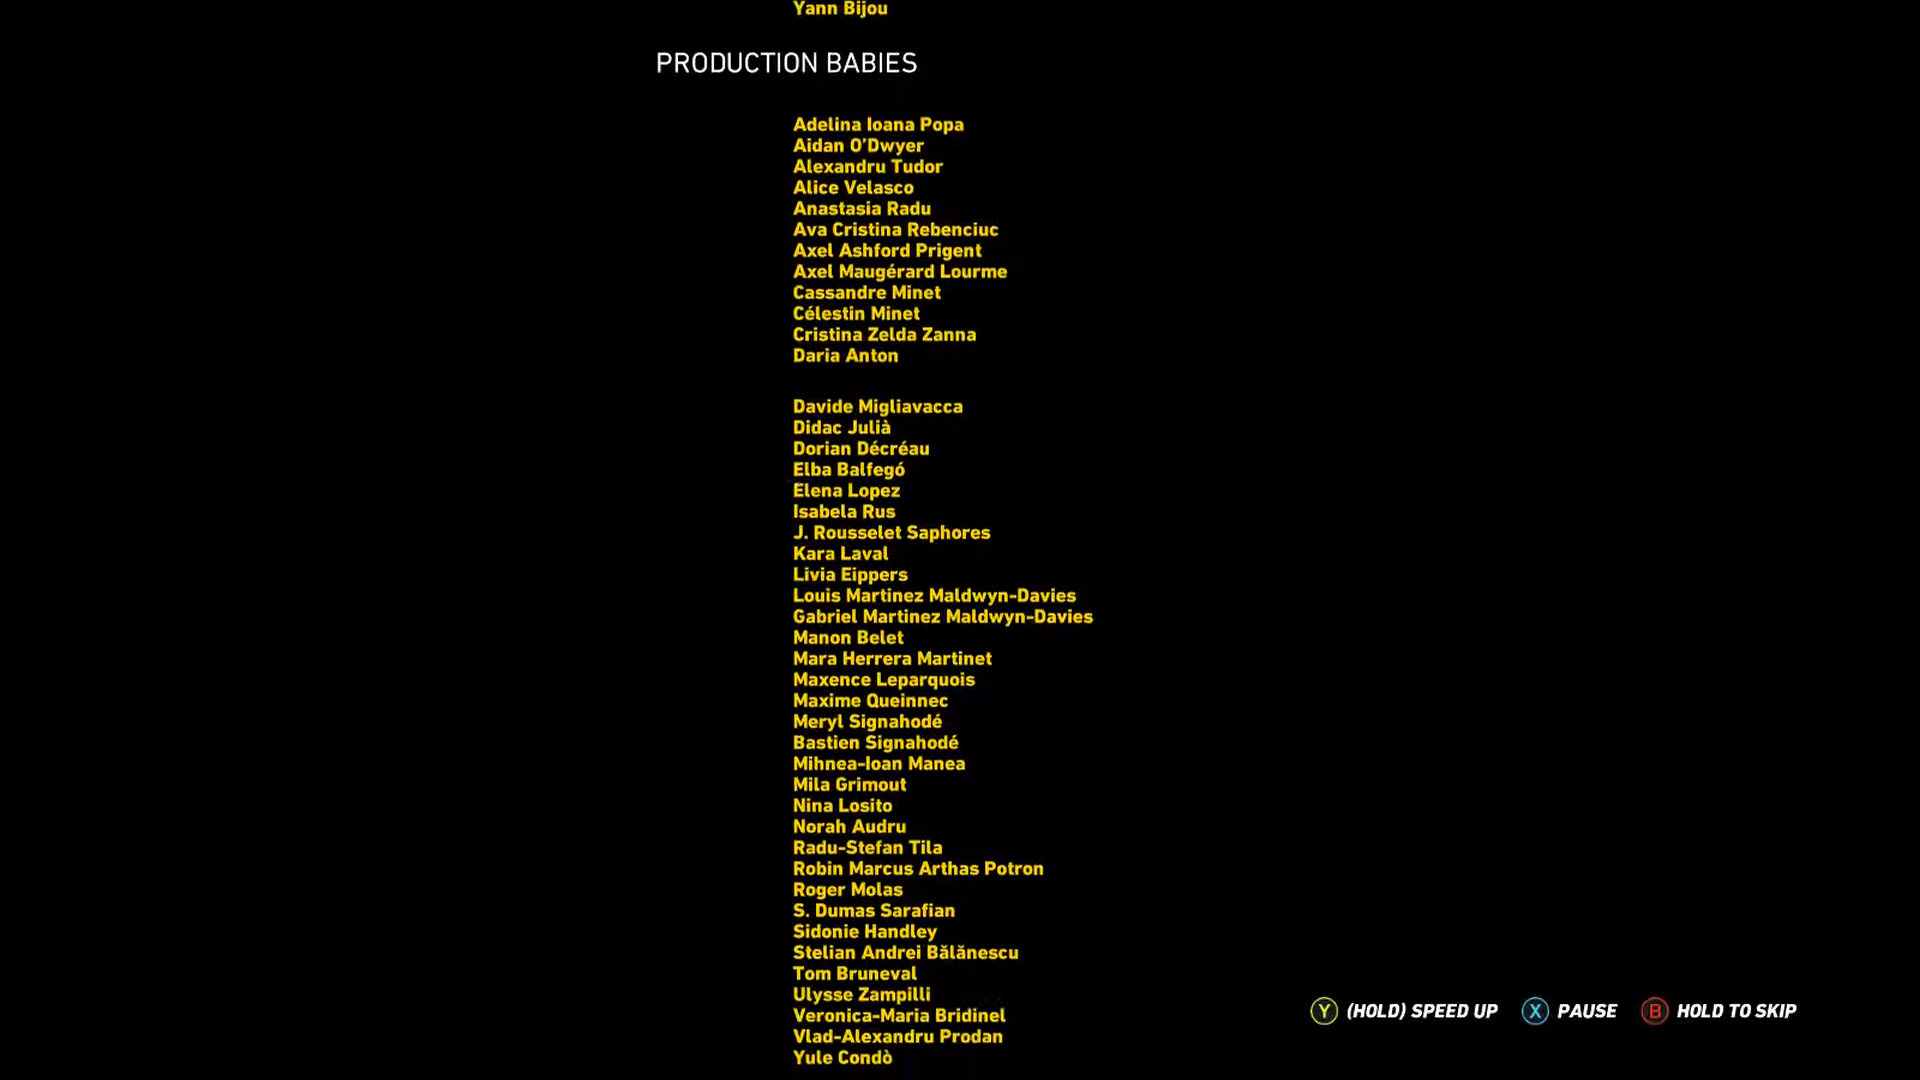 Yann Bijou
PRODUCTION BABIES
Adelina Ioana Popa
Aidan O'Dwyer
Alexandru Tudor
Alice Velasco
Anastasia Radu
Ava Cristina Rebenciuc
Axel Ashford Prigent
Axel Maugérard Lourme
Cassandre Minet
Célestin Minet
Cristina Zelda Zanna
Daria Anton
Davide Migliavacca
Didac Julià
Dorian Décréau
Elba Balfegó
Elena Lopez
Isabela Rus
J. Rousselet Saphores
Kara Laval
Livia Eippers
Louis Martinez Maldwyn-Davies
Gabriel Martinez Maldwyn-Davies
Manon Belet
Mara Herrera Martinet
Maxence Leparquois
Maxime Queinnec
Meryl Signahodé
Bastien Signahodé
Mihnea-Ioan Manea
Mila Grimout
Nina Losito
Norah Audru
Radu-Stefan Tila
Robin Marcus Arthas Potron
Roger Molas
S. Dumas Sarafian
Sidonie Handley
Stelian Andrei Bălănescu
Tom Bruneval
Ulysse Zampilli
Veronica-Maria Bridinel
Vlad-Alexandru Prodan
Yule Condò
Y (HOLD) SPEED UP X PAUSE B HOLD TO SKIP